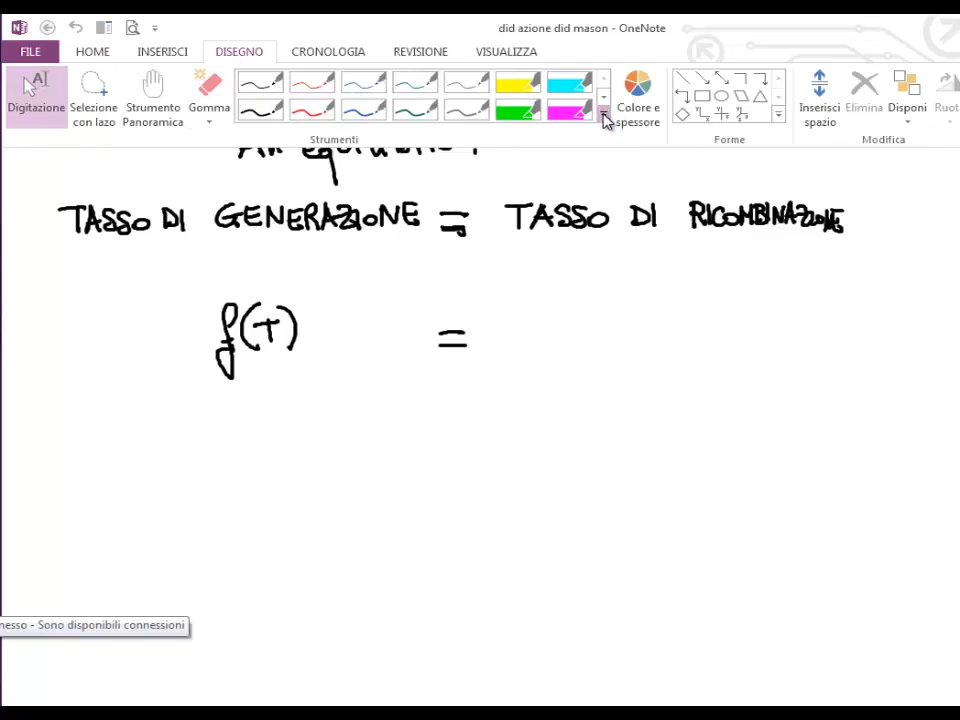 did azione did mason - OneNote
FILE HOME INSERISCI DISEGNO CRONOLOGIA REVISIONE VISUALIZZA
Digitazione Selezione con lazo Strumento Panoramica Gomma Colore e spessore Inserisci spazio Elimina Disponi Ruot
Strumenti Forme Modifica
TASSO DI GENERAZIONE = TASSO DI RICOMBINAZIONE
f(T) =
nesso - Sono disponibili connessioni